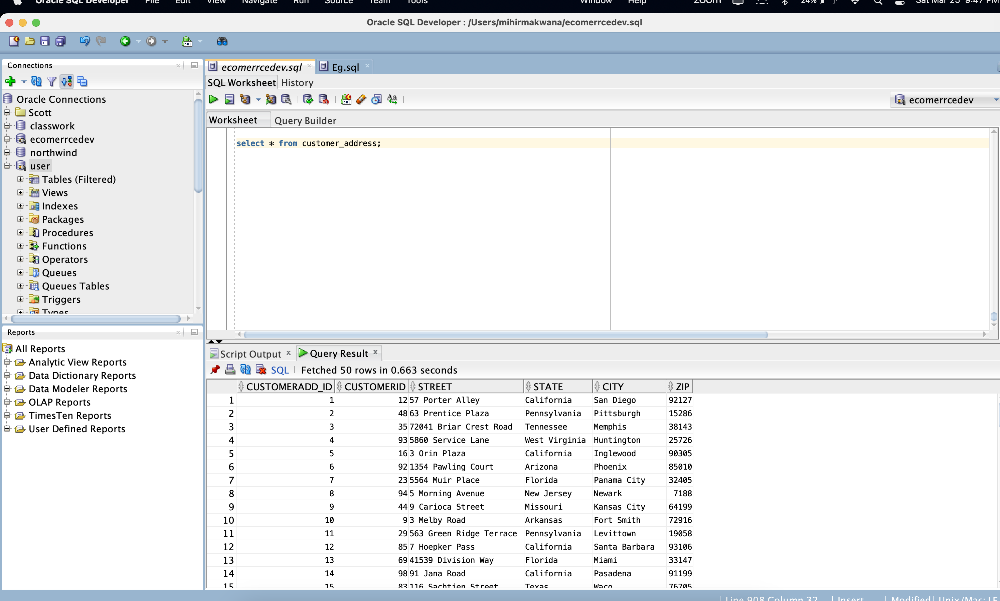 Oracle SQL Developer File Edit View Navigate Run Source Team Tools Window Help zoom 24% Sat Mar 25 9:47 PM
Oracle SQL Developer : /Users/mihirmakwana/ecomerrcedev.sql
Connections
ecomerrcedev.sql Eg.sql
SQL Worksheet History
Oracle Connections
Scott
classwork
ecomerrcedev
northwind
user
Tables (Filtered)
Views
Indexes
Packages
Procedures
Functions
Operators
Queues
Queues Tables
Triggers
Types
ecomerrcedev
Worksheet Query Builder
select * from customer_address;
Reports
All Reports
Analytic View Reports
Data Dictionary Reports
Data Modeler Reports
OLAP Reports
TimesTen Reports
User Defined Reports
Script Output Query Result
SQL Fetched 50 rows in 0.663 seconds
CUSTOMERADD_ID CUSTOMERID STREET STATE CITY ZIP
1 1 12 57 Porter Alley California San Diego 92127
2 2 48 63 Prentice Plaza Pennsylvania Pittsburgh 15286
3 3 35 72041 Briar Crest Road Tennessee Memphis 38143
4 4 93 5860 Service Lane West Virginia Huntington 25726
5 5 16 3 Orin Plaza California Inglewood 90305
6 6 92 1354 Pawling Court Arizona Phoenix 85010
7 7 23 5564 Muir Place Florida Panama City 32405
8 8 94 5 Morning Avenue New Jersey Newark 7188
9 9 44 9 Carioca Street Missouri Kansas City 64199
10 10 9 3 Melby Road Arkansas Fort Smith 72916
11 11 29 563 Green Ridge Terrace Pennsylvania Levittown 19058
12 12 85 7 Hoepker Pass California Santa Barbara 93106
13 13 69 41539 Division Way Florida Miami 33147
14 14 98 91 Jana Road California Pasadena 91199
15 15 83 116 Sachtjen Street Texas Waco 76705
Line 908 Column 32 Insert Modified Unix/Mac: LF